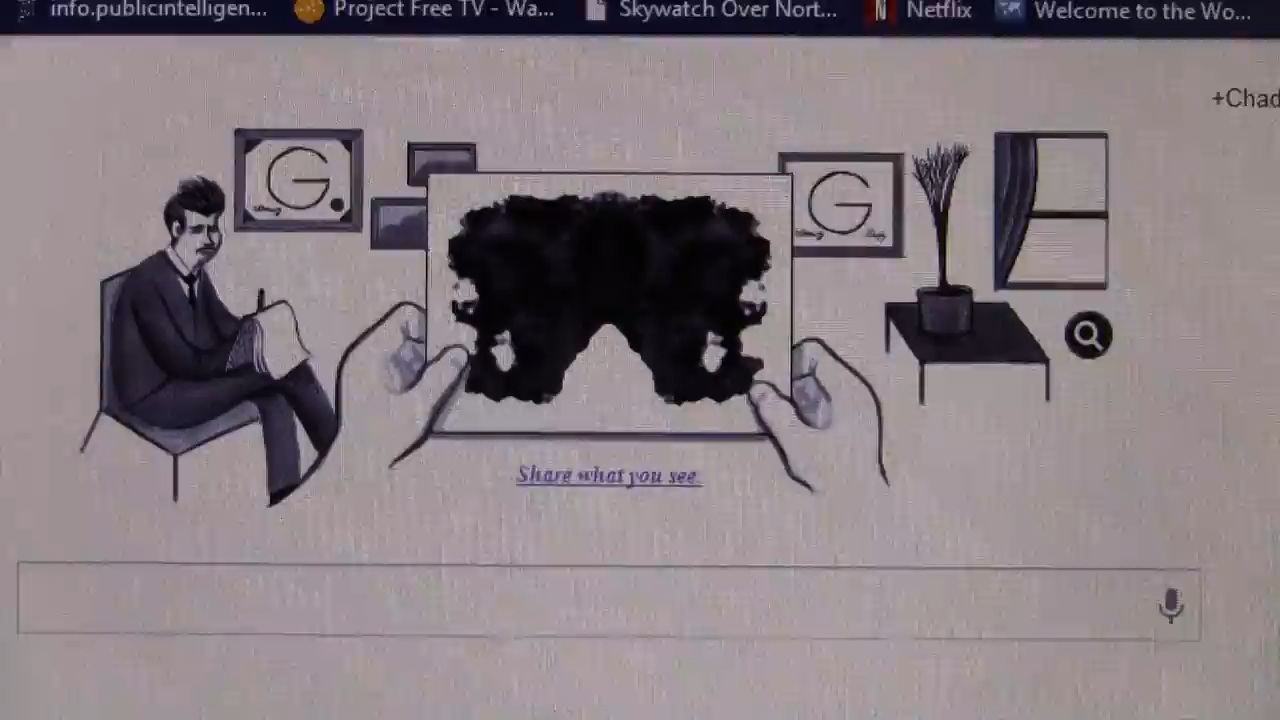 info.publicintelligen... Project Free TV - Wa... Skywatch Over Nort... N Netflix Welcome to the Wo...
+Chad
G
G
Share what you see.